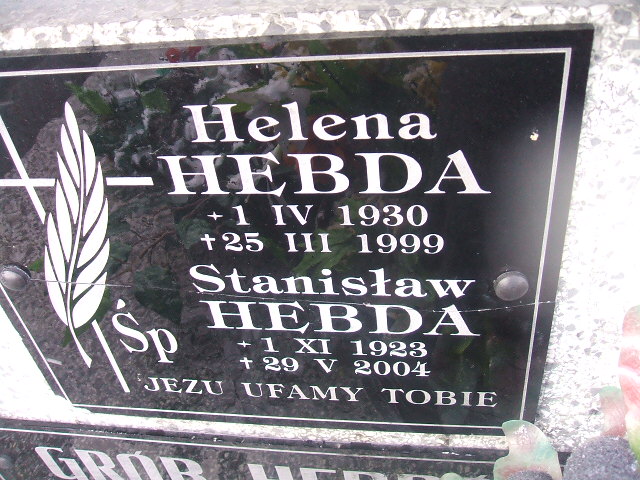 Helena
HEBDA
+ 1 IV 1930
+ 25 III 1999
Stanisław
HEBDA
Śp
+ 1 XI 1923
+ 29 V 2004
JEZU UFAMY TOBIE
GRÓB